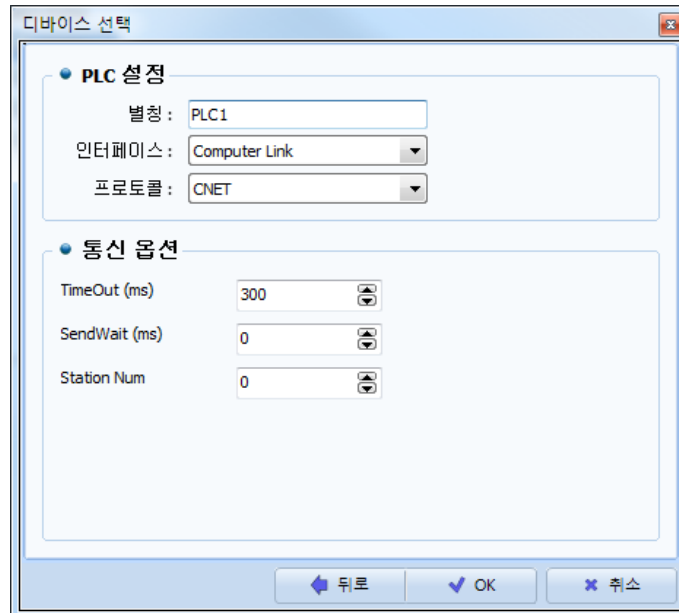 디바이스 선택
PLC 설정
별칭 : PLC1
인터페이스 : Computer Link
프로토콜 : CNET
통신 옵션
TimeOut (ms) 300
SendWait (ms) 0
Station Num 0
뒤로 OK 취소